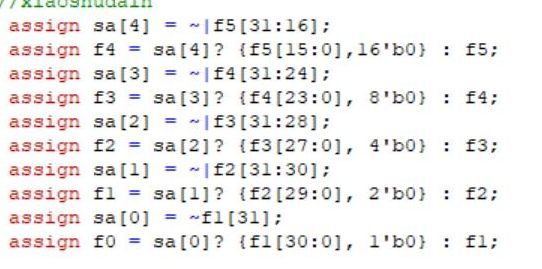 assign sa[4] = ~|f5[31:16];
assign f4 = sa[4]? {f5[15:0],16'b0} : f5;
assign sa[3] = ~|f4[31:24];
assign f3 = sa[3]? {f4[23:0], 8'b0} : f4;
assign sa[2] = ~|f3[31:28];
assign f2 = sa[2]? {f3[27:0], 4'b0} : f3;
assign sa[1] = ~|f2[31:30];
assign f1 = sa[1]? {f2[29:0], 2'b0} : f2;
assign sa[0] = ~f1[31];
assign f0 = sa[0]? {f1[30:0], 1'b0} : f1;